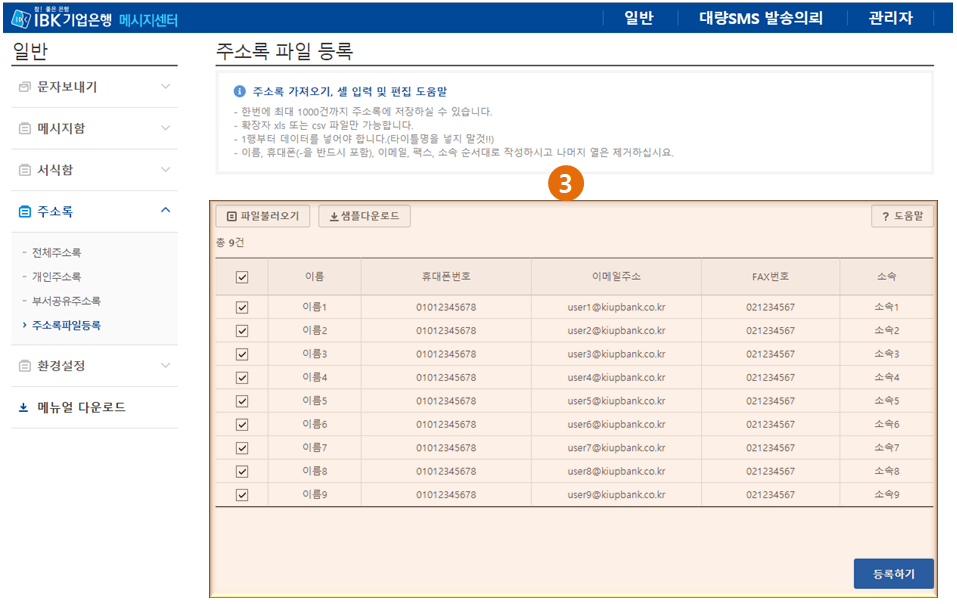 참! 좋은 은행
IBK기업은행 메시지센터
일반 대량SMS 발송의뢰 관리자
일반
문자보내기
메시지함
서식함
주소록
- 전체주소록
- 개인주소록
- 부서공유주소록
› 주소록파일등록
환경설정
메뉴얼 다운로드
주소록 파일 등록
주소록 가져오기, 셀 입력 및 편집 도움말
- 한번에 최대 1000건까지 주소록에 저장하실 수 있습니다.
- 확장자 xls 또는 csv 파일만 가능합니다.
- 1행부터 데이터를 넣어야 합니다.(타이틀명을 넣지 말것!!)
- 이름, 휴대폰(-을 반드시 포함), 이메일, 팩스, 소속 순서대로 작성하시고 나머지 열은 제거하십시요.
3
파일불러오기 샘플다운로드 ? 도움말
총 9건
이름 휴대폰번호 이메일주소 FAX번호 소속
이름1 01012345678 user1@kiupbank.co.kr 021234567 소속1
이름2 01012345678 user2@kiupbank.co.kr 021234567 소속2
이름3 01012345678 user3@kiupbank.co.kr 021234567 소속3
이름4 01012345678 user4@kiupbank.co.kr 021234567 소속4
이름5 01012345678 user5@kiupbank.co.kr 021234567 소속5
이름6 01012345678 user6@kiupbank.co.kr 021234567 소속6
이름7 01012345678 user7@kiupbank.co.kr 021234567 소속7
이름8 01012345678 user8@kiupbank.co.kr 021234567 소속8
이름9 01012345678 user9@kiupbank.co.kr 021234567 소속9
등록하기